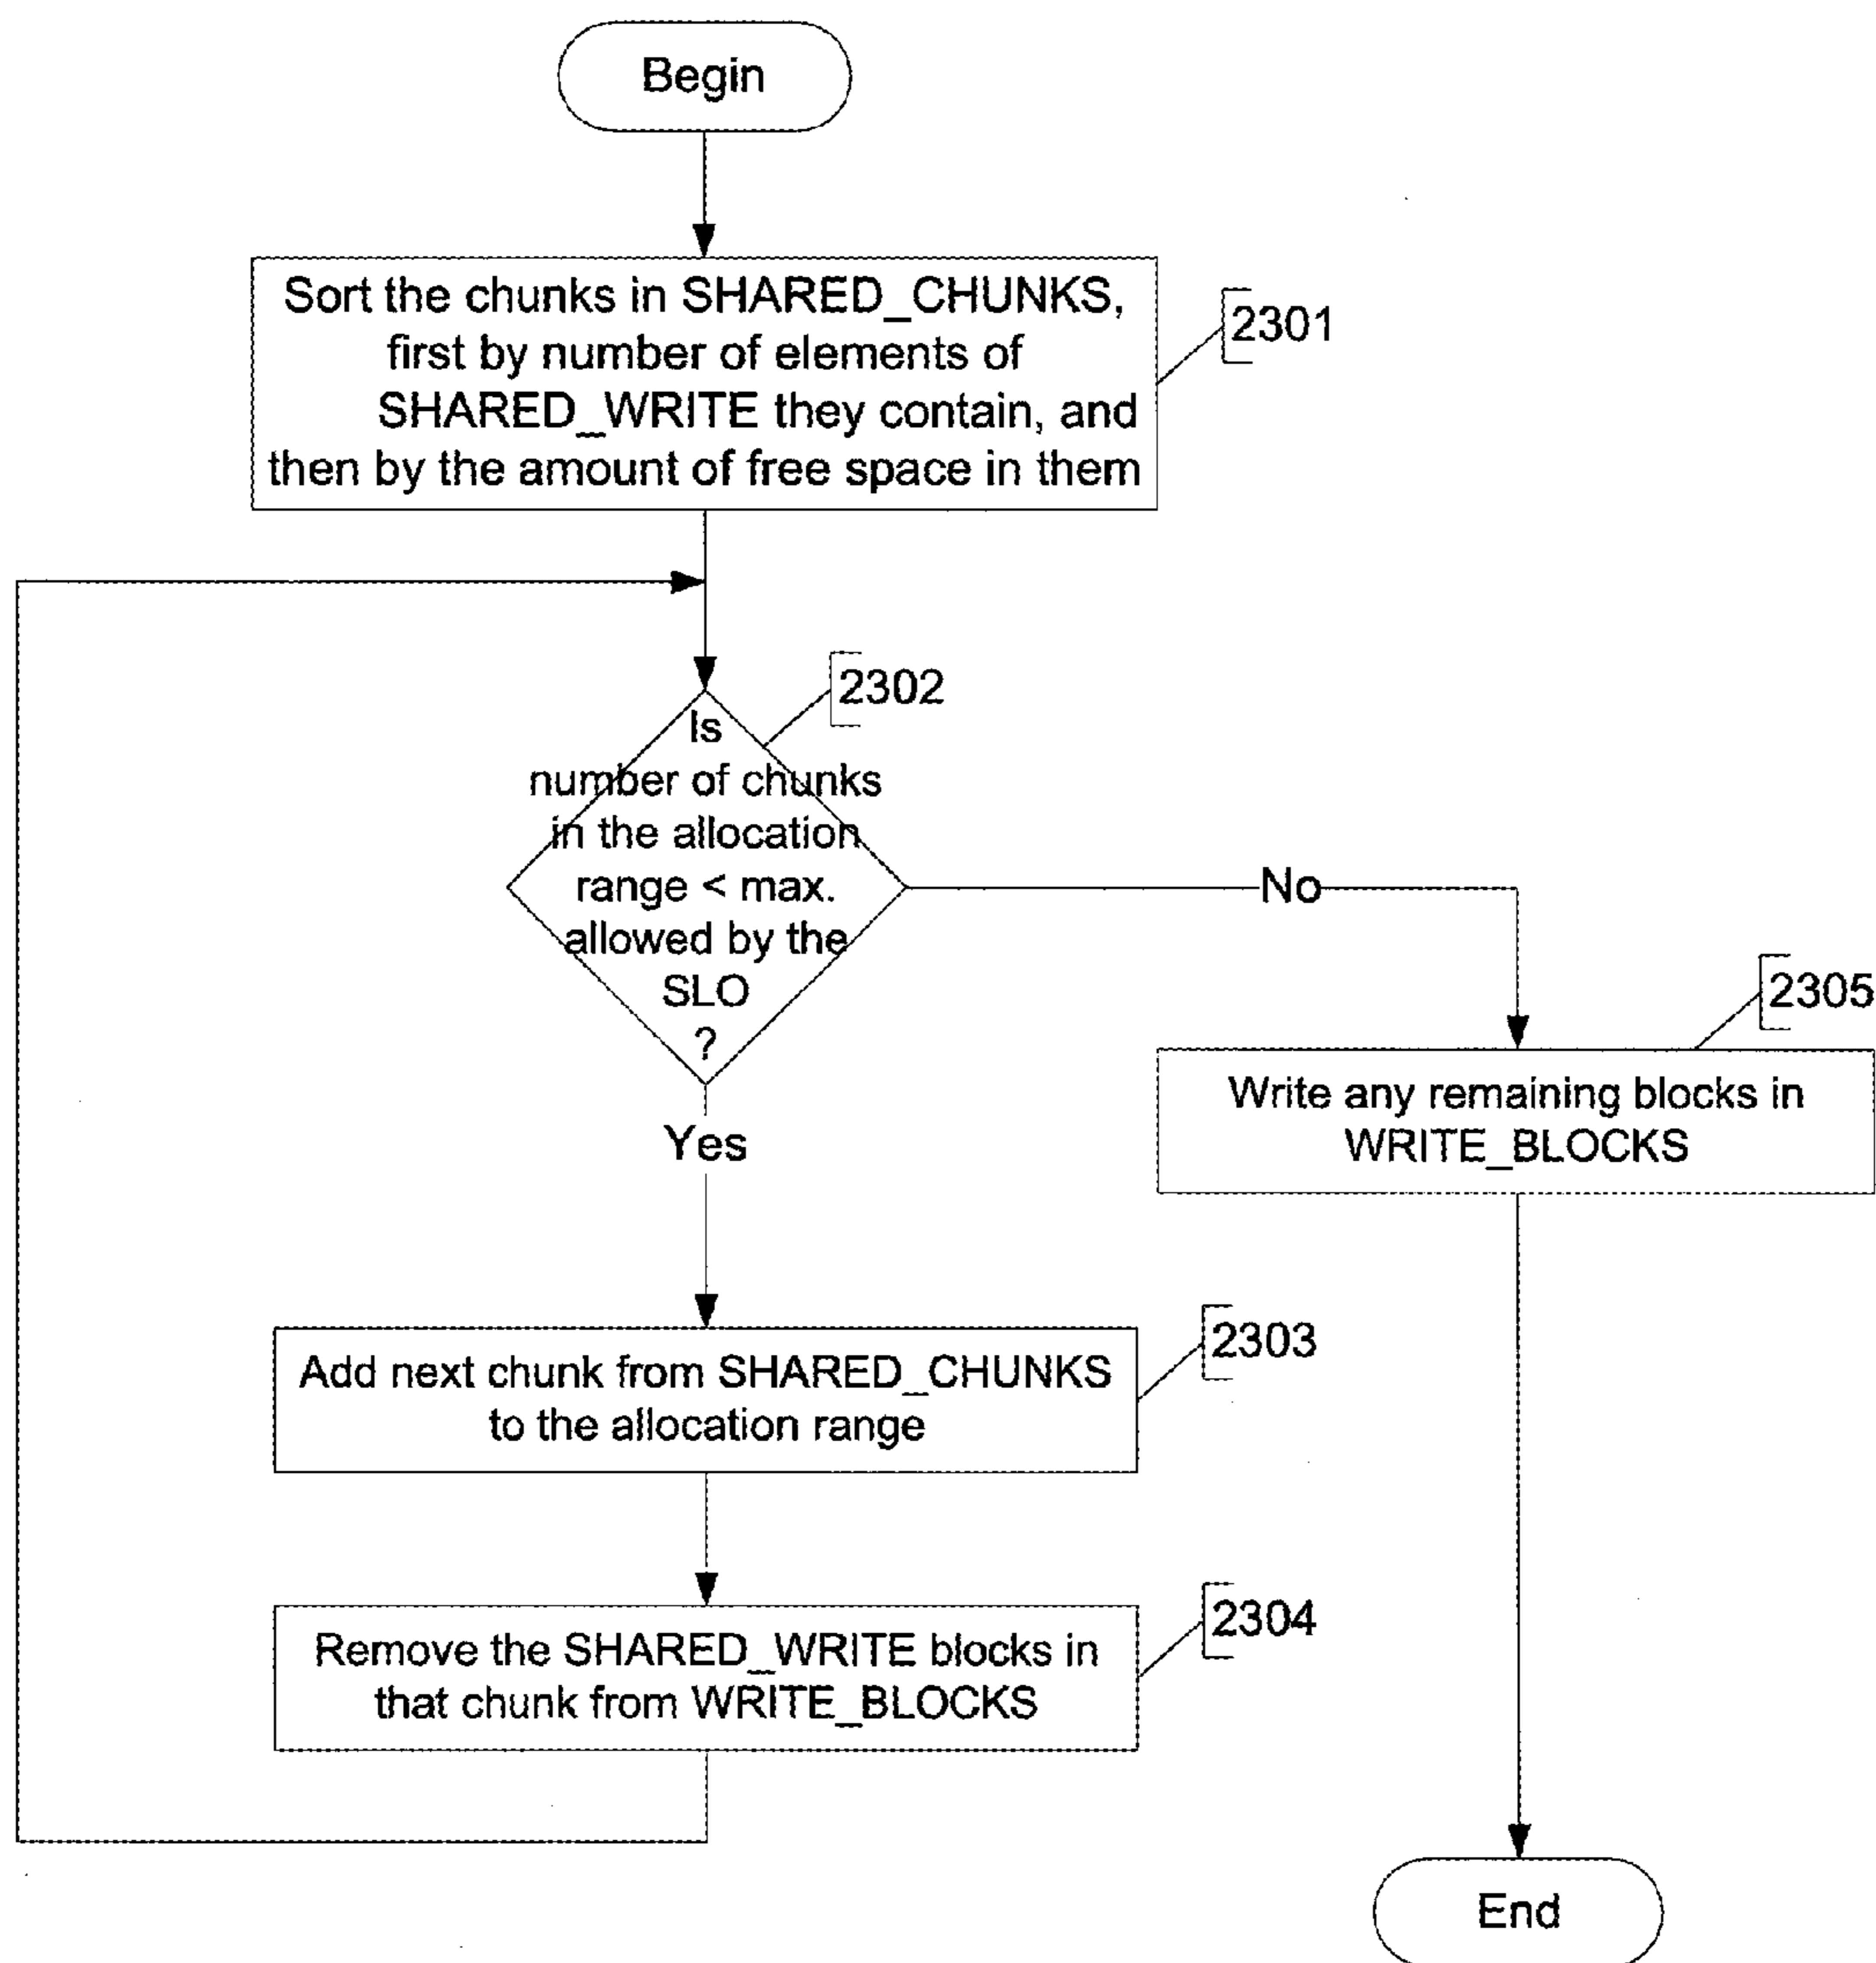 Begin
Sort the chunks in SHARED_CHUNKS,
first by number of elements of
SHARED_WRITE they contain, and
then by the amount of free space in them
2301
2302
Is
number of chunks
in the allocation
range < max.
allowed by the
SLO
?
No
Yes
2305
Write any remaining blocks in
WRITE_BLOCKS
2303
Add next chunk from SHARED_CHUNKS
to the allocation range
2304
Remove the SHARED_WRITE blocks in
that chunk from WRITE_BLOCKS
End